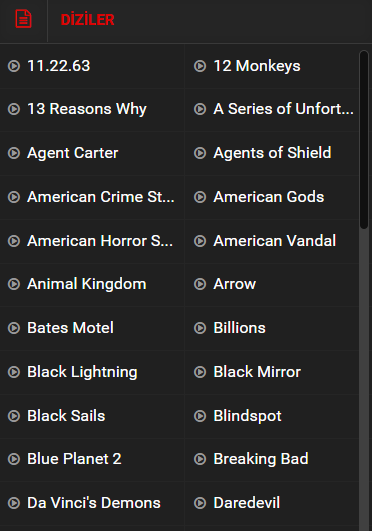 DİZİLER
11.22.63
12 Monkeys
13 Reasons Why
A Series of Unfort...
Agent Carter
Agents of Shield
American Crime St...
American Gods
American Horror S...
American Vandal
Animal Kingdom
Arrow
Bates Motel
Billions
Black Lightning
Black Mirror
Black Sails
Blindspot
Blue Planet 2
Breaking Bad
Da Vinci's Demons
Daredevil